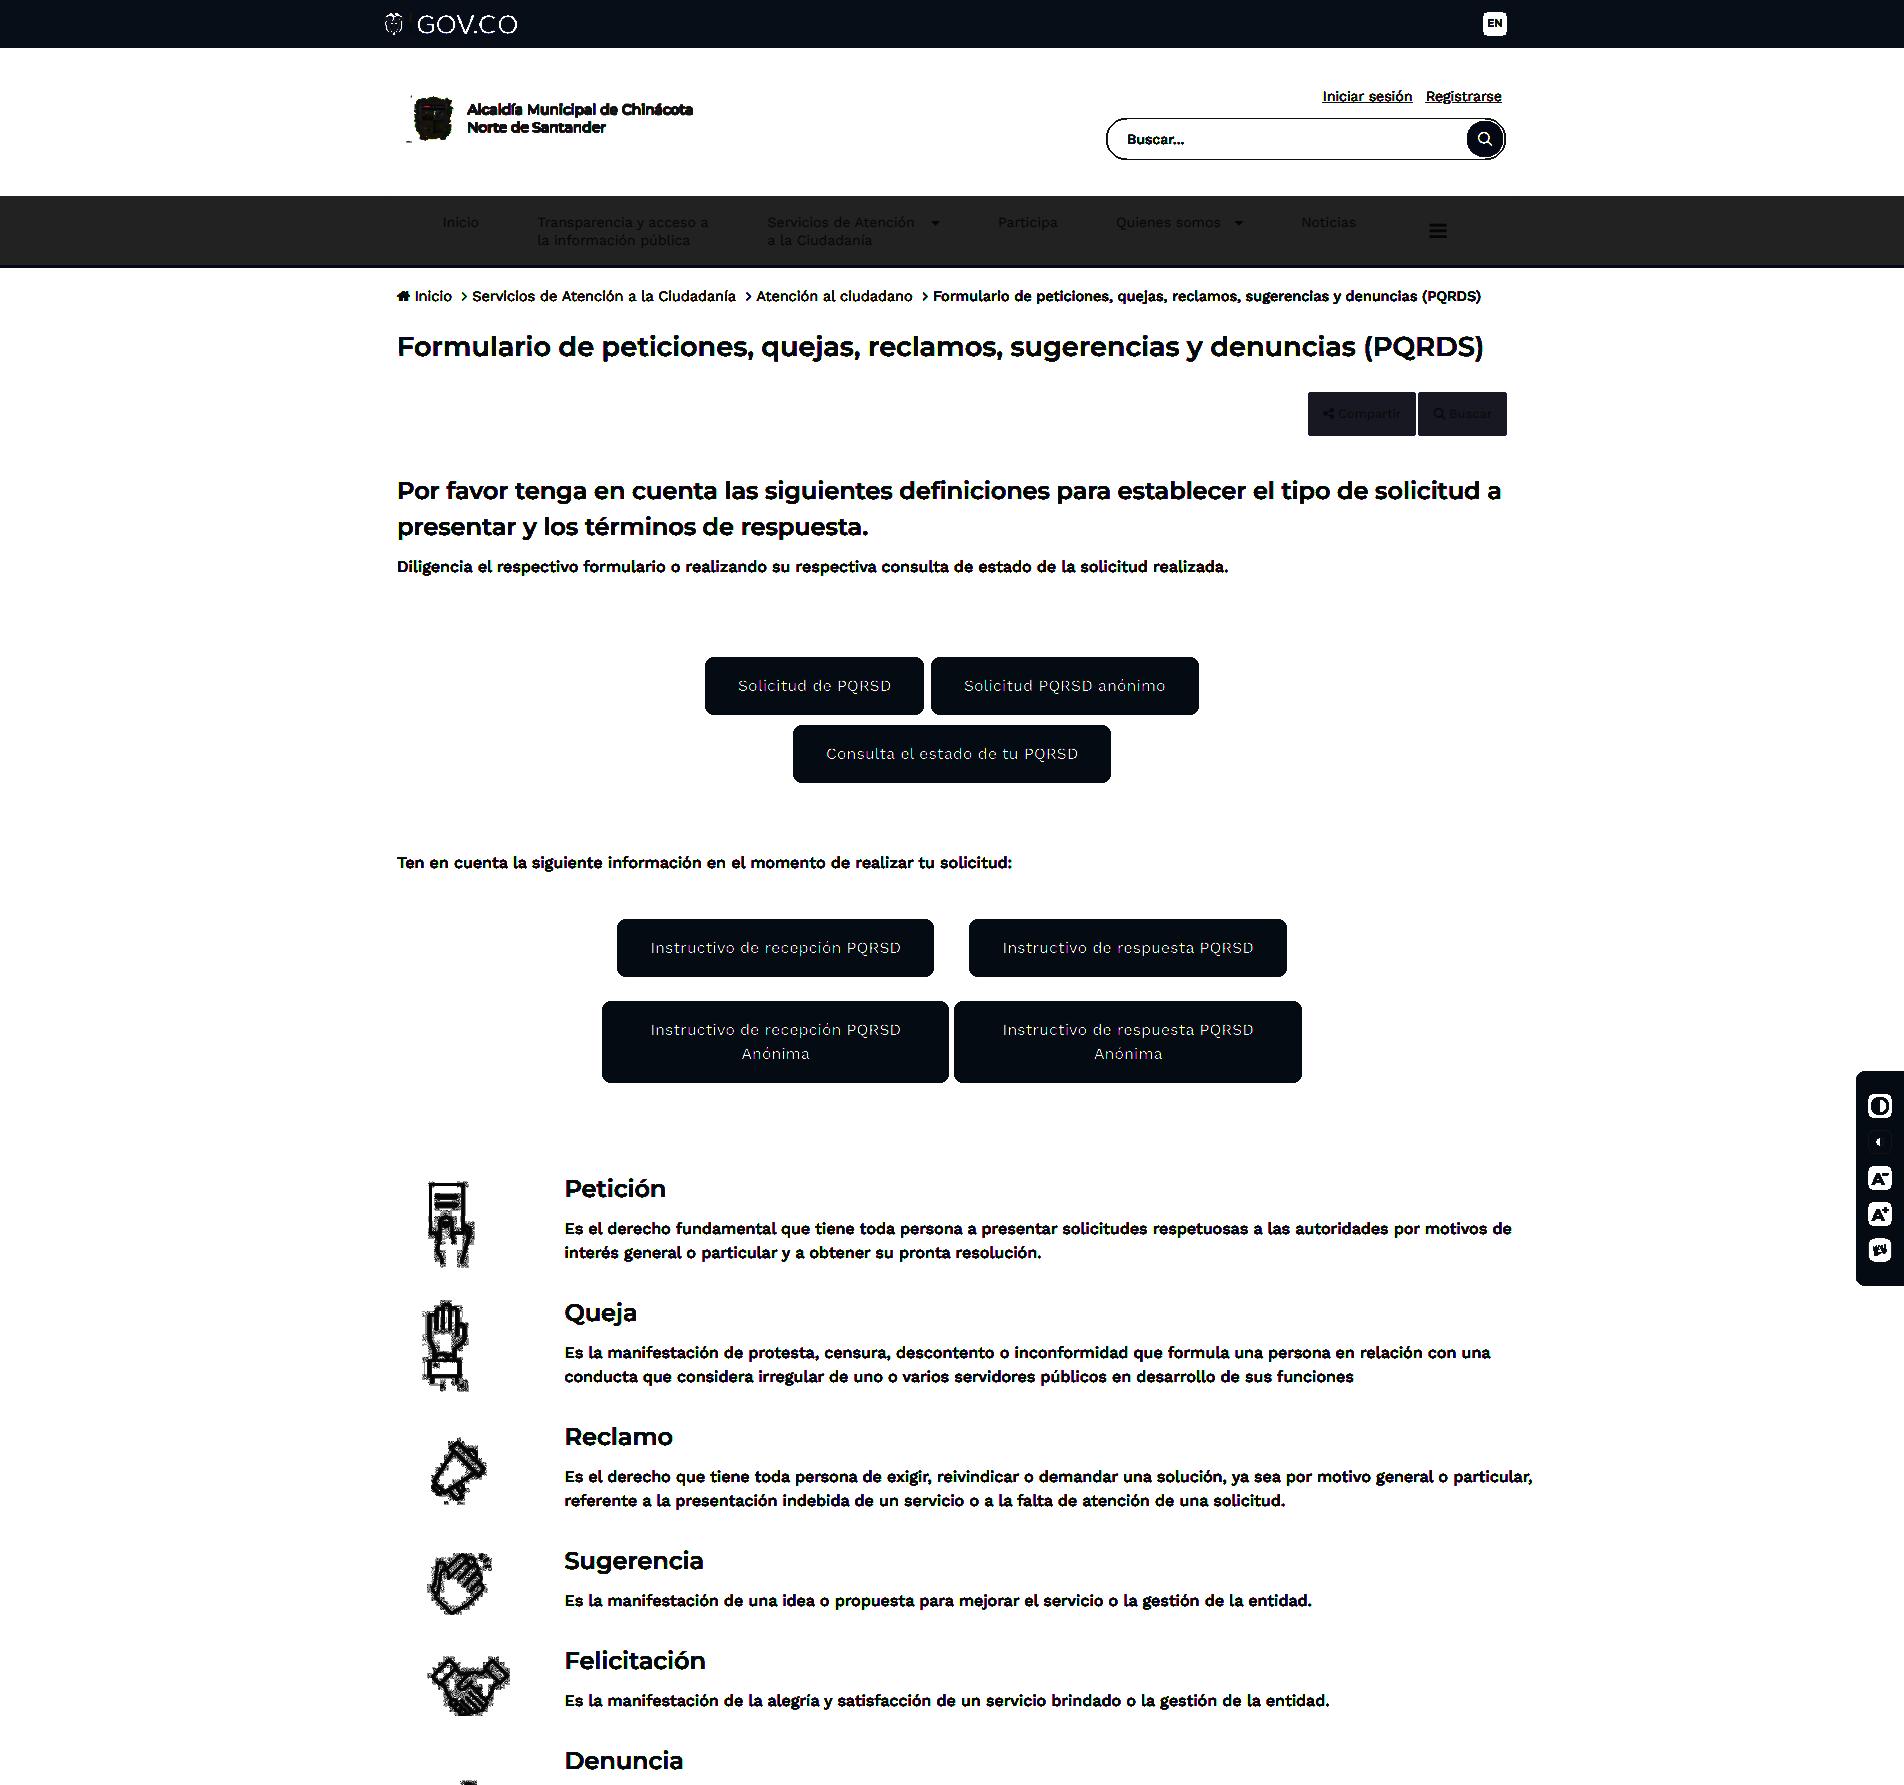 GOV.CO
EN
Alcaldía Municipal de Chinácota
Norte de Santander
Iniciar sesión Registrarse
Buscar...
Inicio
Transparencia y acceso a
la información pública
Servicios de Atención
a la Ciudadanía
Participa
Quienes somos
Noticias
Inicio > Servicios de Atención a la Ciudadanía > Atención al ciudadano > Formulario de peticiones, quejas, reclamos, sugerencias y denuncias (PQRDS)
Formulario de peticiones, quejas, reclamos, sugerencias y denuncias (PQRDS)
Compartir Buscar
Por favor tenga en cuenta las siguientes definiciones para establecer el tipo de solicitud a
presentar y los términos de respuesta.
Diligencia el respectivo formulario o realizando su respectiva consulta de estado de la solicitud realizada.
Solicitud de PQRSD
Solicitud PQRSD anónimo
Consulta el estado de tu PQRSD
Ten en cuenta la siguiente información en el momento de realizar tu solicitud:
Instructivo de recepción PQRSD
Instructivo de respuesta PQRSD
Instructivo de recepción PQRSD
Anónima
Instructivo de respuesta PQRSD
Anónima
A-
A+
Petición
Es el derecho fundamental que tiene toda persona a presentar solicitudes respetuosas a las autoridades por motivos de
interés general o particular y a obtener su pronta resolución.
Queja
Es la manifestación de protesta, censura, descontento o inconformidad que formula una persona en relación con una
conducta que considera irregular de uno o varios servidores públicos en desarrollo de sus funciones
Reclamo
Es el derecho que tiene toda persona de exigir, reivindicar o demandar una solución, ya sea por motivo general o particular,
referente a la presentación indebida de un servicio o a la falta de atención de una solicitud.
Sugerencia
Es la manifestación de una idea o propuesta para mejorar el servicio o la gestión de la entidad.
Felicitación
Es la manifestación de la alegría y satisfacción de un servicio brindado o la gestión de la entidad.
Denuncia